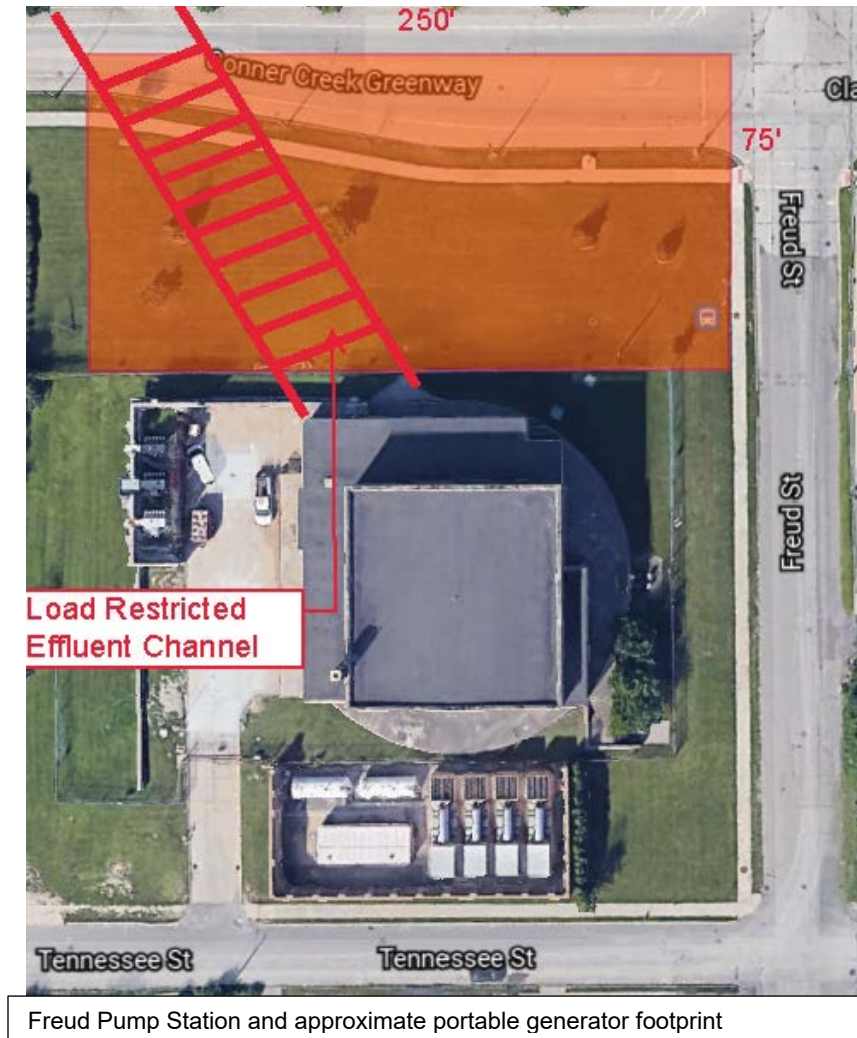 250'
Conner Creek Greenway
Cla
75'
Freud St
Freud St
Load Restricted
Effluent Channel
Tennessee St
Tennessee St
Freud Pump Station and approximate portable generator footprint